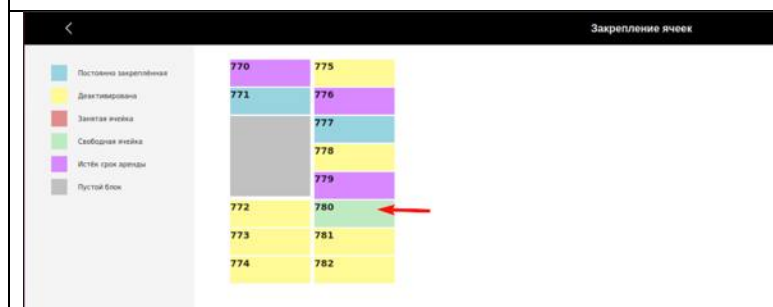 Закрепление ячеек
Постоянно закреплённая
Деактивирована
Занятая ячейка
Свободная ячейка
Истёк срок аренды
Пустой блок
770 775
771 776
777
778
779
772 780
773 781
774 782